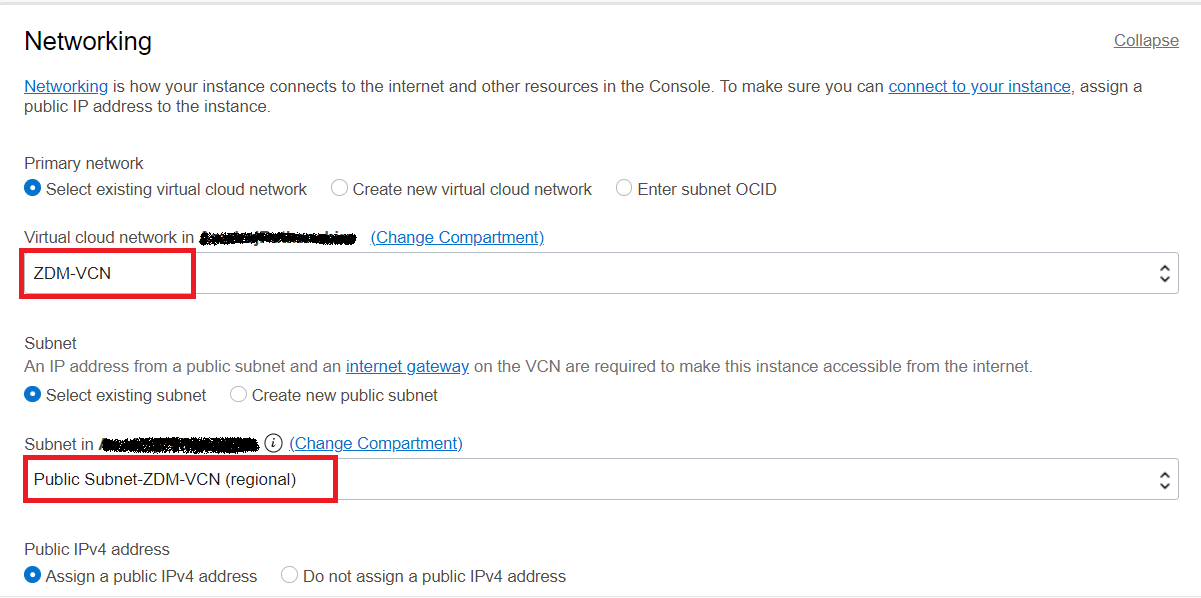 Networking
Collapse
Networking is how your instance connects to the internet and other resources in the Console. To make sure you can connect to your instance, assign a
public IP address to the instance.
Primary network
Select existing virtual cloud network Create new virtual cloud network Enter subnet OCID
Virtual cloud network in (Change Compartment)
ZDM-VCN
Subnet
An IP address from a public subnet and an internet gateway on the VCN are required to make this instance accessible from the internet.
Select existing subnet Create new public subnet
Subnet in (Change Compartment)
Public Subnet-ZDM-VCN (regional)
Public IPv4 address
Assign a public IPv4 address Do not assign a public IPv4 address